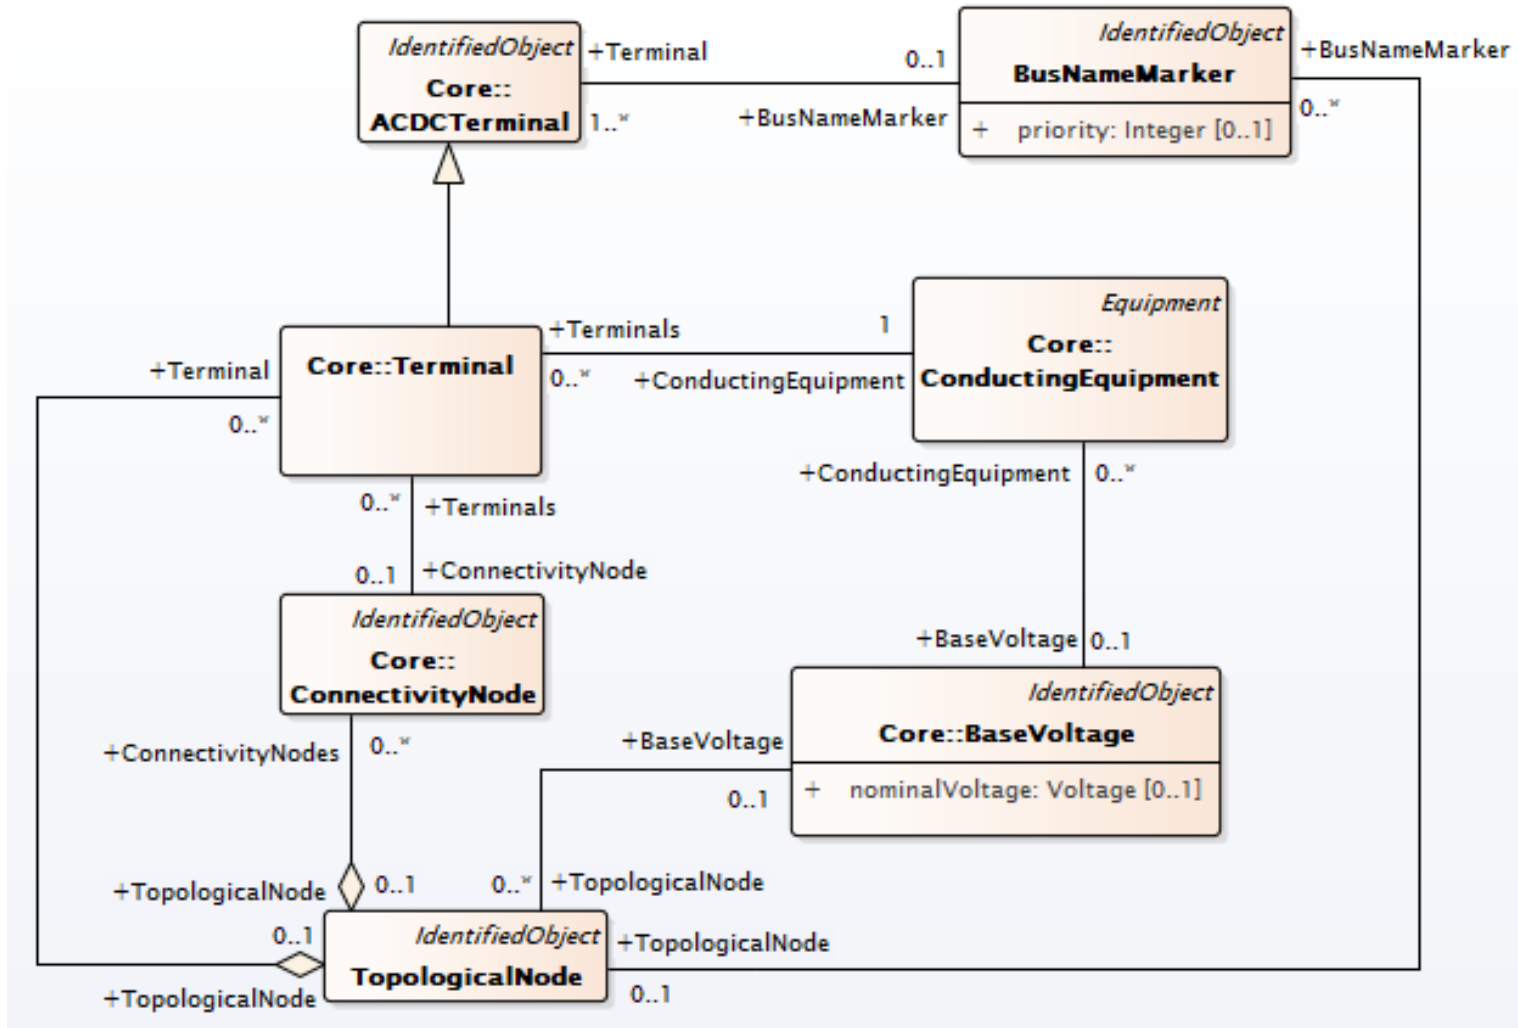 IdentifiedObject
Core::
ACDCTerminal
+Terminal
1..*
0..1
+BusNameMarker
IdentifiedObject
BusNameMarker
+ priority: Integer [0..1]
+BusNameMarker
0..*
Core::Terminal
+Terminal
0..*
+Terminals
0..*
1
+ConductingEquipment
Equipment
Core::
ConductingEquipment
+ConductingEquipment
0..*
0..*
+Terminals
0..1
+ConnectivityNode
IdentifiedObject
Core::
ConnectivityNode
+BaseVoltage
0..1
IdentifiedObject
Core::BaseVoltage
+ nominalVoltage: Voltage [0..1]
+ConnectivityNodes
0..*
+BaseVoltage
0..1
+TopologicalNode
0..1
0..*
+TopologicalNode
0..1
+TopologicalNode
IdentifiedObject
TopologicalNode
+TopologicalNode
0..1